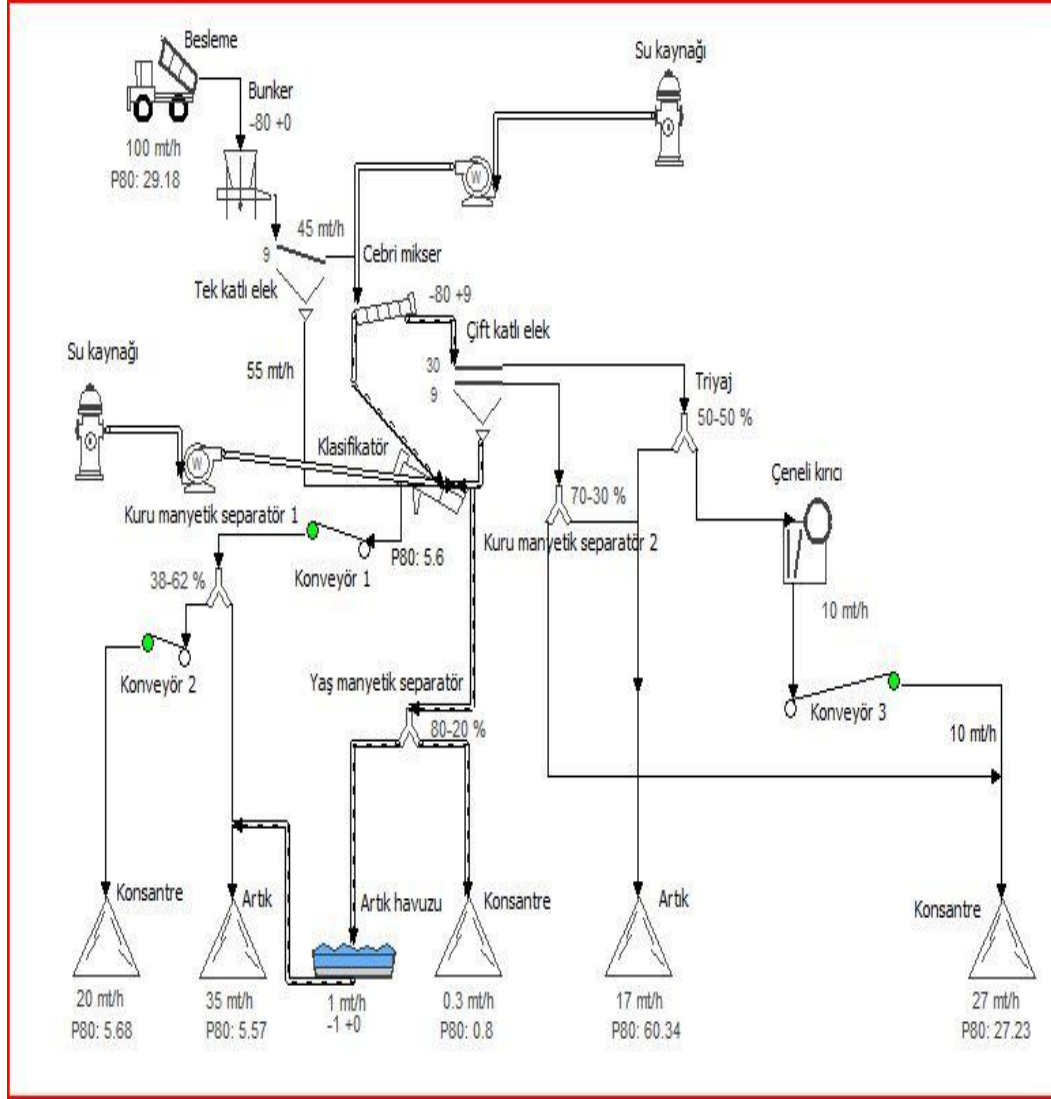 Besleme
Su kaynağı
Bunker
-80 +0
100 mt/h
P80: 29.18
W
45 mt/h
9
Cebri mikser
Tek katlı elek
-80 +9
Çift katlı elek
Su kaynağı
55 mt/h
30
9
Triyaj
50-50 %
Klasifikatör
W
Çeneli kırıcı
70-30 %
Kuru manyetik separatör 1
Kuru manyetik separatör 2
P80: 5.6
Konveyör 1
38-62 %
10 mt/h
Konveyör 2
Yaş manyetik separatör
Konveyör 3
80-20 %
10 mt/h
Konsantre
Artık
Artık havuzu
Konsantre
Artık
Konsantre
20 mt/h
P80: 5.68
35 mt/h
P80: 5.57
1 mt/h
-1 +0
0.3 mt/h
P80: 0.8
17 mt/h
P80: 60.34
27 mt/h
P80: 27.23